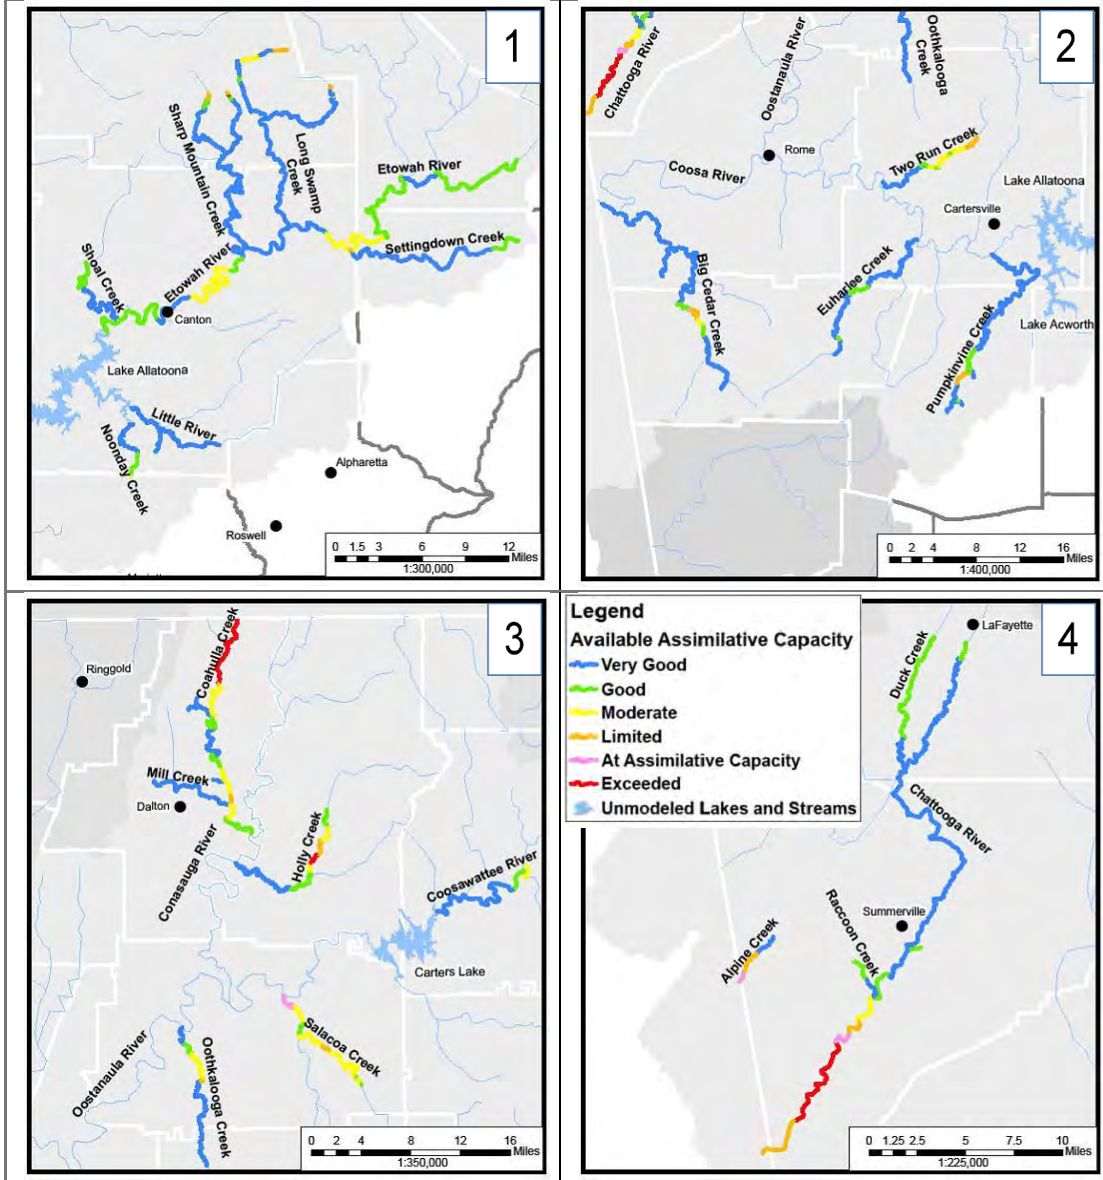 1
Sharp Mountain Creek
Long Swamp
Creek
Etowah River
Settingdown Creek
Shoal Creek
Etowah River
Canton
Lake Allatoona
Little River
Noonday Creek
Alpharetta
Roswell
0 1.5 3 6 9 12
Miles
1:300,000
2
Chattooga River
Oostanaula River
Oothkalooga
Creek
Rome
Coosa River
Two Run Creek
Lake Allatoona
Cartersville
Big Cedar Creek
Euharlee Creek
Pumpkinvine Creek
Lake Acworth
0 2 4 8 12 16
Miles
1:400,000
3
Coahulla Creek
Ringgold
Mill Creek
Dalton
Conasauga River
Holly Creek
Coosawattee River
Carters Lake
Salacoa Creek
Oostanaula River
Oothkalooga Creek
0 2 4 8 12 16
Miles
1:350,000
Legend
Available Assimilative Capacity
Very Good
Good
Moderate
Limited
At Assimilative Capacity
Exceeded
Unmodeled Lakes and Streams
4
LaFayette
Duck Creek
Chattooga River
Summerville
Raccoon Creek
Alpine Creek
0 1.25 2.5 5 7.5 10
Miles
1:225,000